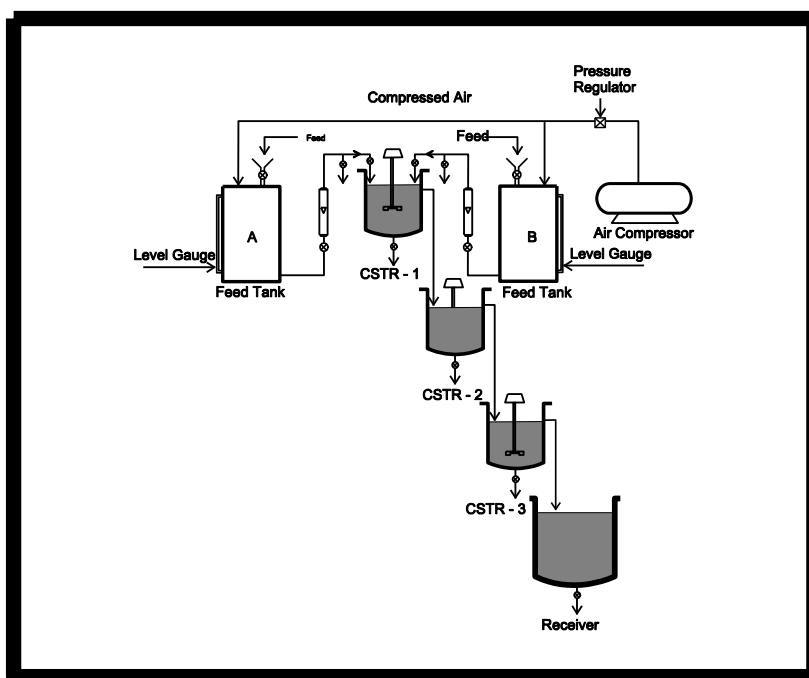 Pressure
Regulator
Compressed Air
Feed
Feed
A
B
Air Compressor
Level Gauge
Level Gauge
CSTR - 1
Feed Tank
Feed Tank
CSTR - 2
CSTR - 3
Receiver